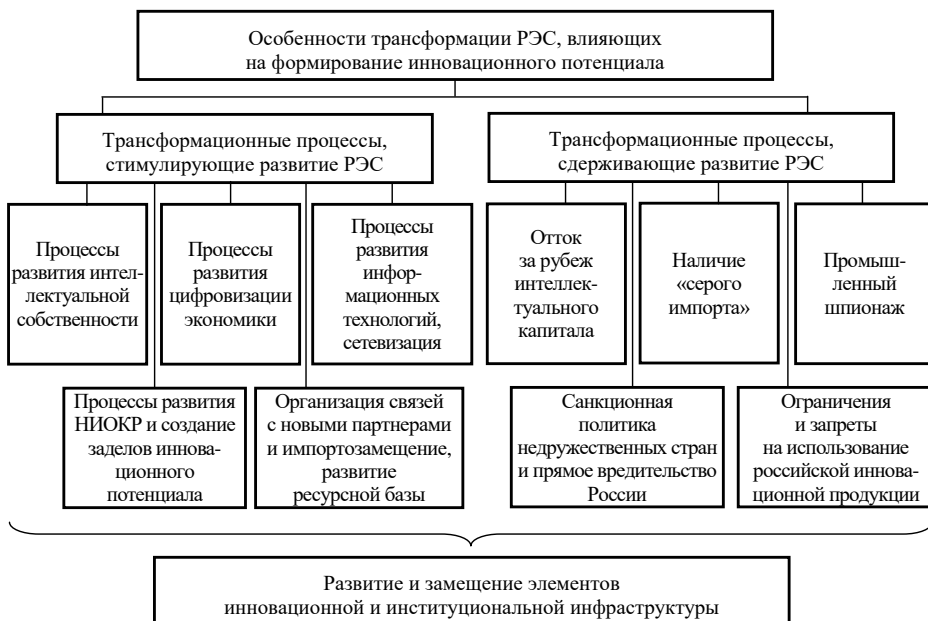 Особенности трансформации РЭС, влияющих
на формирование инновационного потенциала
Трансформационные процессы,
стимулирующие развитие РЭС
Трансформационные процессы,
сдерживающие развитие РЭС
Процессы
развития интел-
лектуальной
собственности
Процессы
развития
цифровизации
экономики
Процессы
развития
инфор-
мационных
технологий,
сетевизация
Отток
за рубеж
интеллек-
туального
капитала
Наличие
«серого
импорта»
Промыш-
ленный
шпионаж
Процессы развития
НИОКР и создание
заделов иннова-
ционного
потенциала
Организация связей
с новыми партнерами
и импортозамещение,
развитие
ресурсной базы
Санкционная
политика
недружественных стран
и прямое вредительство
России
Ограничения
и запреты
на использование
российской иннова-
ционной продукции
Развитие и замещение элементов
инновационной и институциональной инфраструктуры